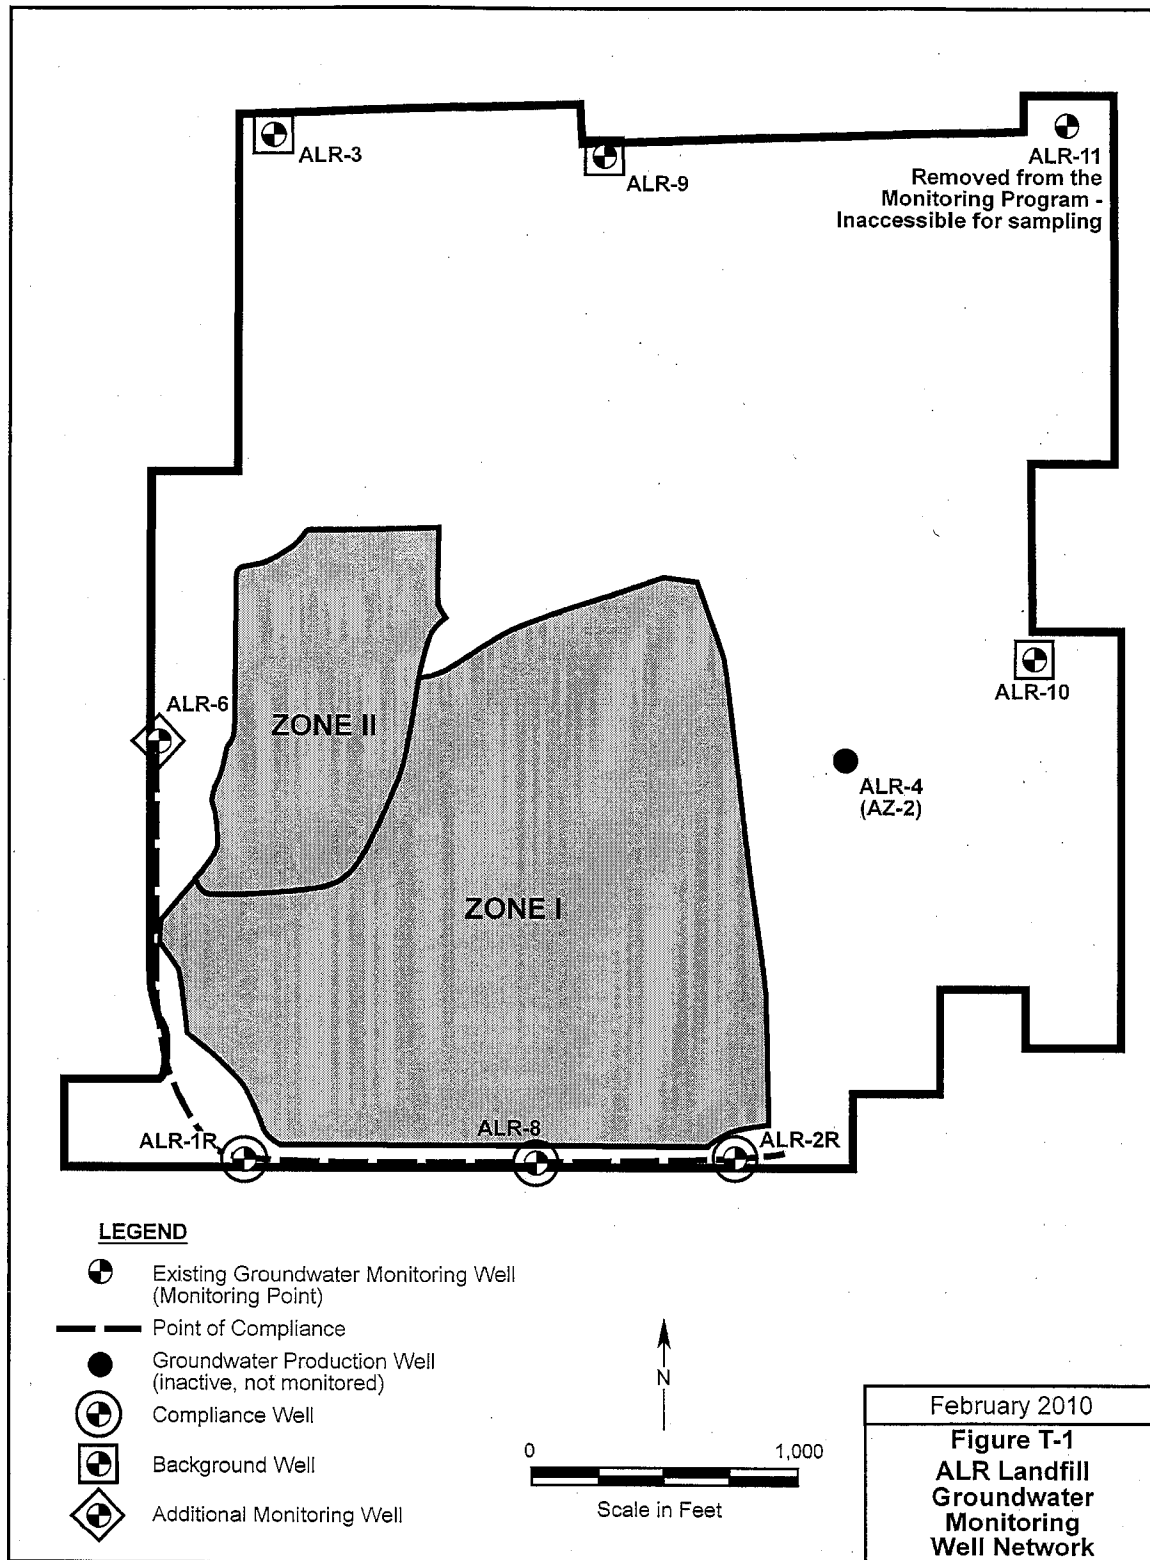 ALR-3
ALR-9
ALR-11
Removed from the
Monitoring Program -
Inaccessible for sampling
ALR-6
ZONE II
ALR-10
ALR-4
(AZ-2)
ZONE I
ALR-1R
ALR-8
ALR-2R
LEGEND
Existing Groundwater Monitoring Well
(Monitoring Point)
Point of Compliance
Groundwater Production Well
(inactive, not monitored)
Compliance Well
Background Well
Additional Monitoring Well
N
0 1,000
Scale in Feet
February 2010
Figure T-1
ALR Landfill
Groundwater
Monitoring
Well Network